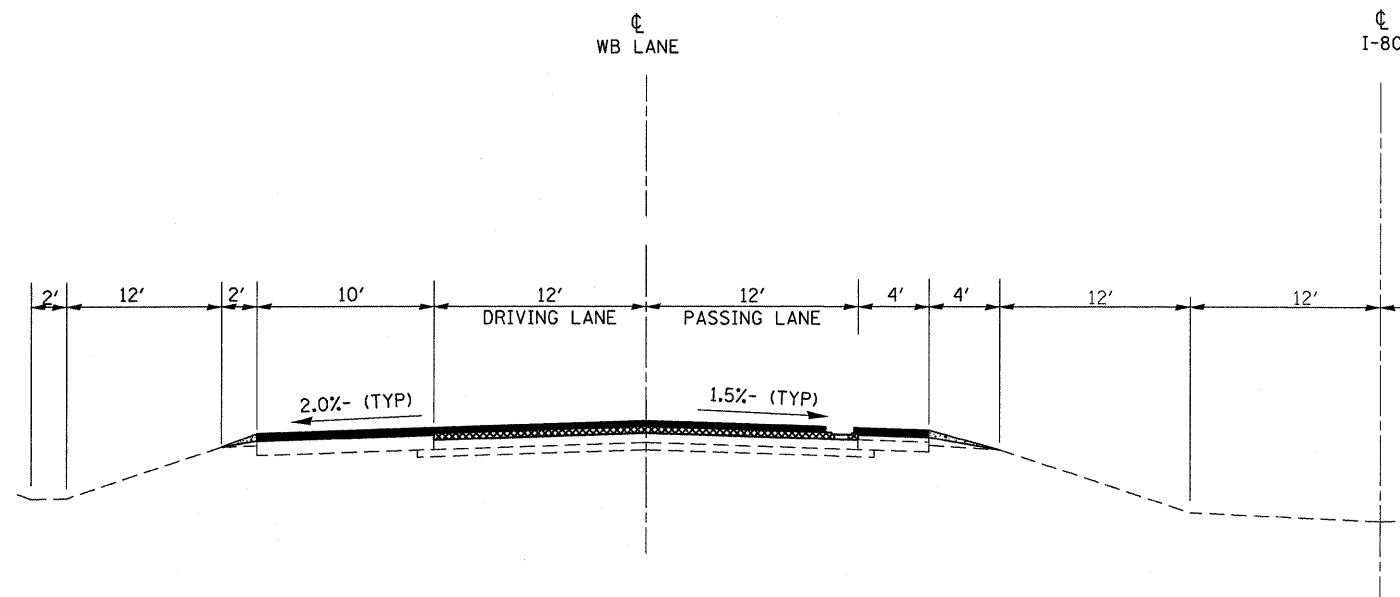 ℄
WB LANE
℄
I-80
2' 12' 2' 10' 12' 12' 4' 4' 12' 12'
DRIVING LANE PASSING LANE
2.0%- (TYP) 1.5%- (TYP)